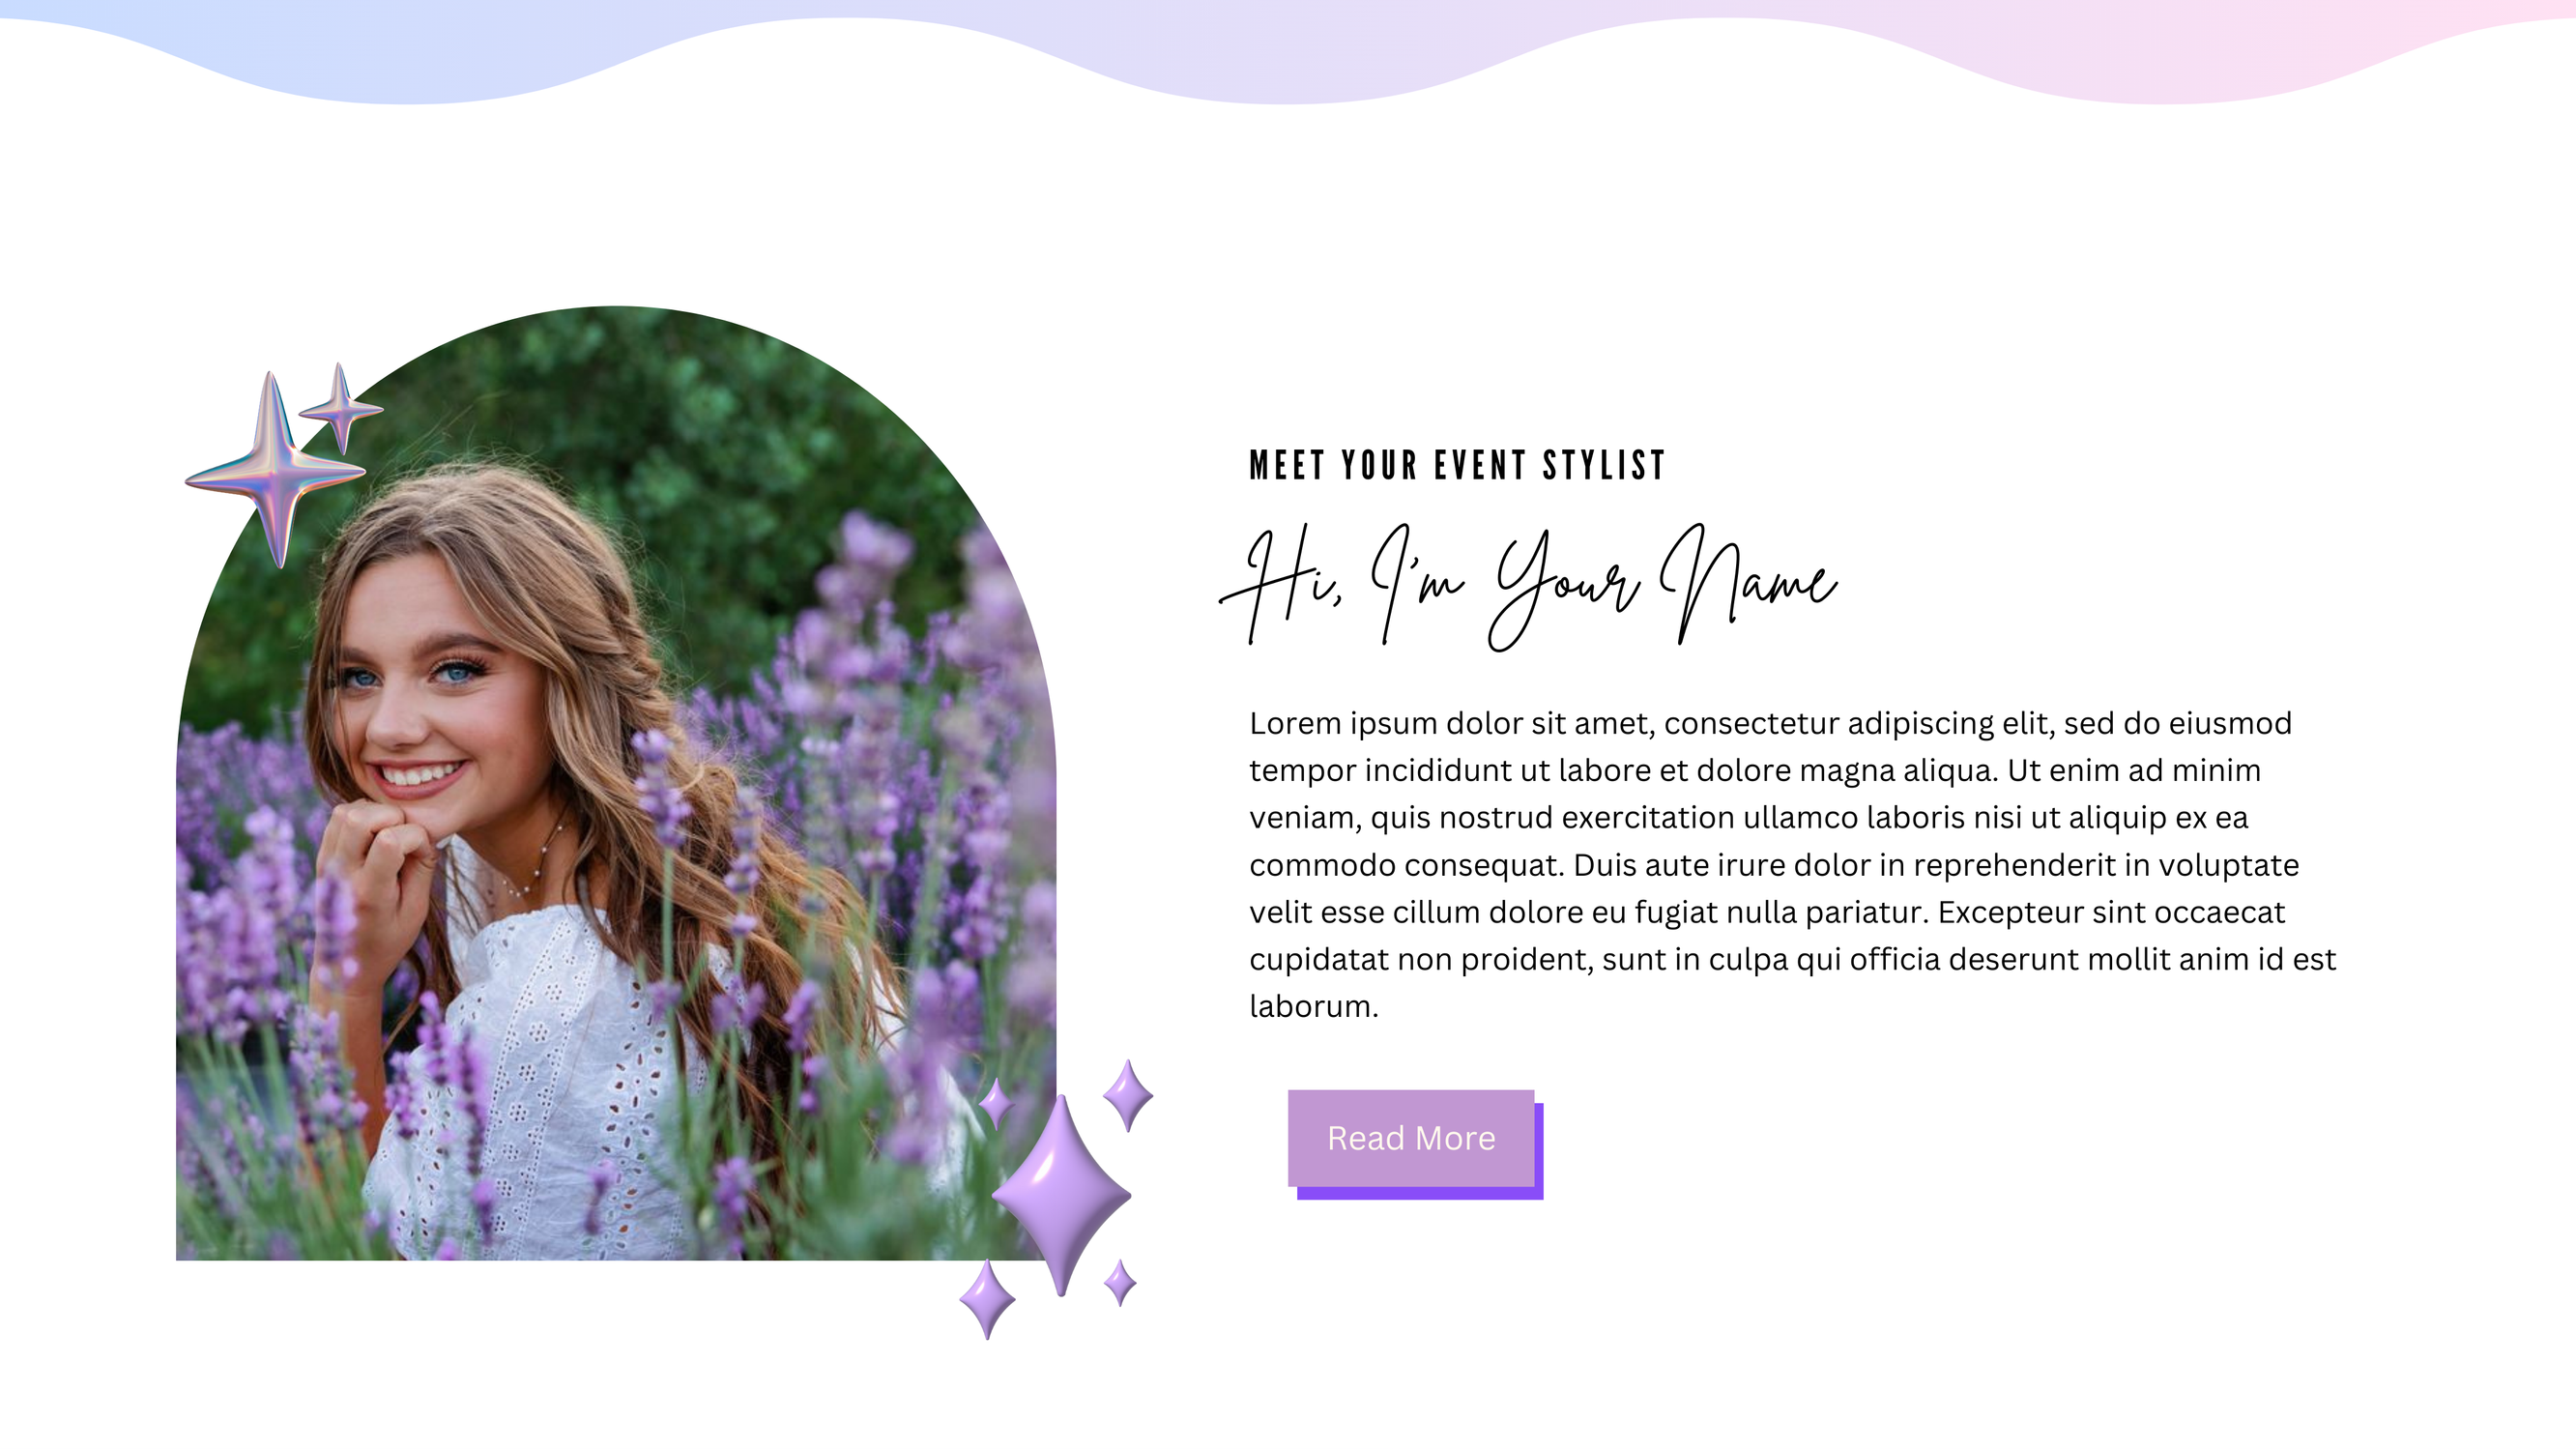 MEET YOUR EVENT STYLIST
Hi, I'm Your Name
Lorem ipsum dolor sit amet, consectetur adipiscing elit, sed do eiusmod
tempor incididunt ut labore et dolore magna aliqua. Ut enim ad minim
veniam, quis nostrud exercitation ullamco laboris nisi ut aliquip ex ea
commodo consequat. Duis aute irure dolor in reprehenderit in voluptate
velit esse cillum dolore eu fugiat nulla pariatur. Excepteur sint occaecat
cupidatat non proident, sunt in culpa qui officia deserunt mollit anim id est
laborum.
Read More